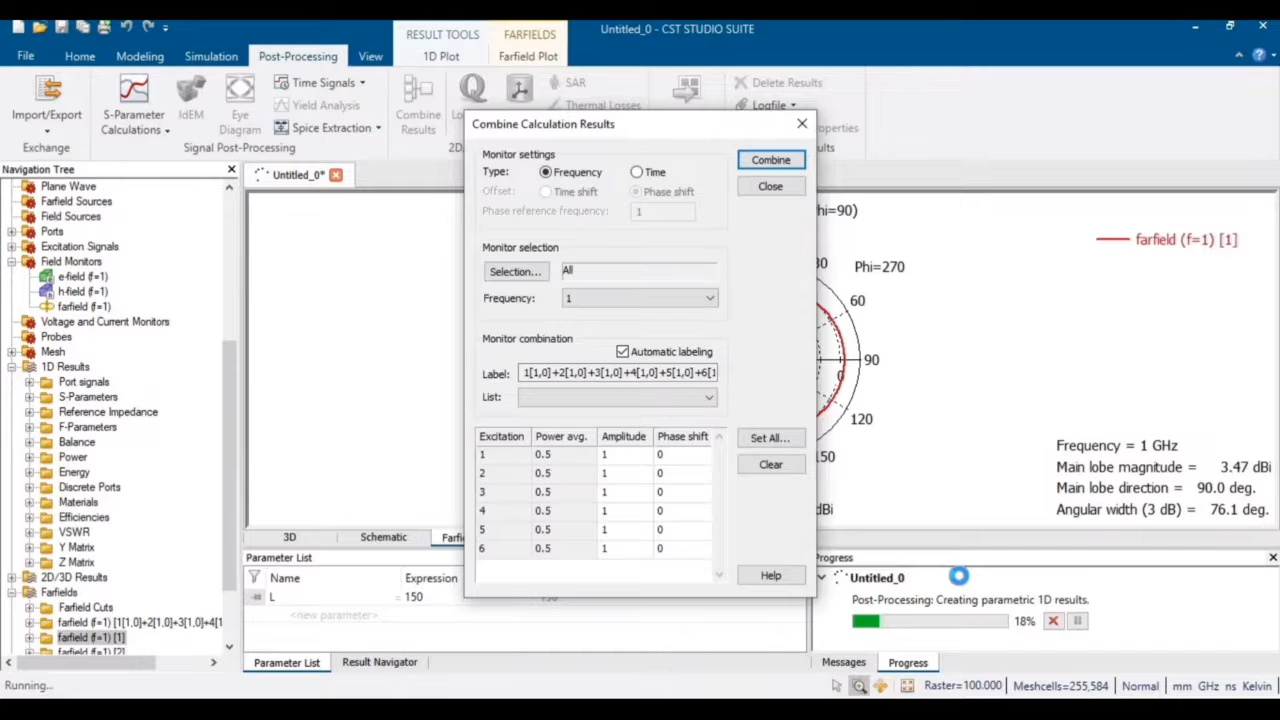 RESULT TOOLS
FARFIELDS
Untitled_0 - CST STUDIO SUITE
File
Home
Modeling
Simulation
Post-Processing
View
1D Plot
Farfield Plot
Import/Export
Exchange
S-Parameter
Calculations
IdEM
Eye
Diagram
Time Signals
Yield Analysis
Spice Extraction
Signal Post-Processing
Combine
Results
SAR
Thermal Losses
Delete Results
Logfile
Navigation Tree
Untitled_0*
Plane Wave
Farfield Sources
Field Sources
Ports
Excitation Signals
Field Monitors
e-field (f=1)
h-field (f=1)
farfield (f=1)
Voltage and Current Monitors
Probes
Mesh
1D Results
Port signals
S-Parameters
Reference Impedance
F-Parameters
Balance
Power
Energy
Discrete Ports
Materials
Efficiencies
VSWR
Y Matrix
Z Matrix
2D/3D Results
Farfields
Farfield Cuts
farfield (f=1) [1[1,0]+2[1,0]+3[1,0]+4[1
farfield (f=1) [1]
farfield (f=1) [2]
Combine Calculation Results
Monitor settings
Type:
Frequency
Time
Offset:
Time shift
Phase shift
Phase reference frequency:
1
Combine
Close
Monitor selection
Selection...
All
Frequency:
1
Monitor combination
Automatic labeling
Label:
1[1,0]+2[1,0]+3[1,0]+4[1,0]+5[1,0]+6[1
List:
Excitation Power avg. Amplitude Phase shift
1 0.5 1 0
2 0.5 1 0
3 0.5 1 0
4 0.5 1 0
5 0.5 1 0
6 0.5 1 0
Set All...
Clear
Help
hi=90)
farfield (f=1) [1]
30
Phi=270
60
90
0
120
150
dBi
Frequency = 1 GHz
Main lobe magnitude = 3.47 dBi
Main lobe direction = 90.0 deg.
Angular width (3 dB) = 76.1 deg.
3D
Schematic
Parameter List
Name
Expression
L
= 150
<new parameter>
Parameter List
Result Navigator
Progress
Untitled_0
Post-Processing: Creating parametric 1D results.
18%
Messages
Progress
Running...
Raster=100.000
Meshcells=255,584
Normal
mm GHz ns Kelvin